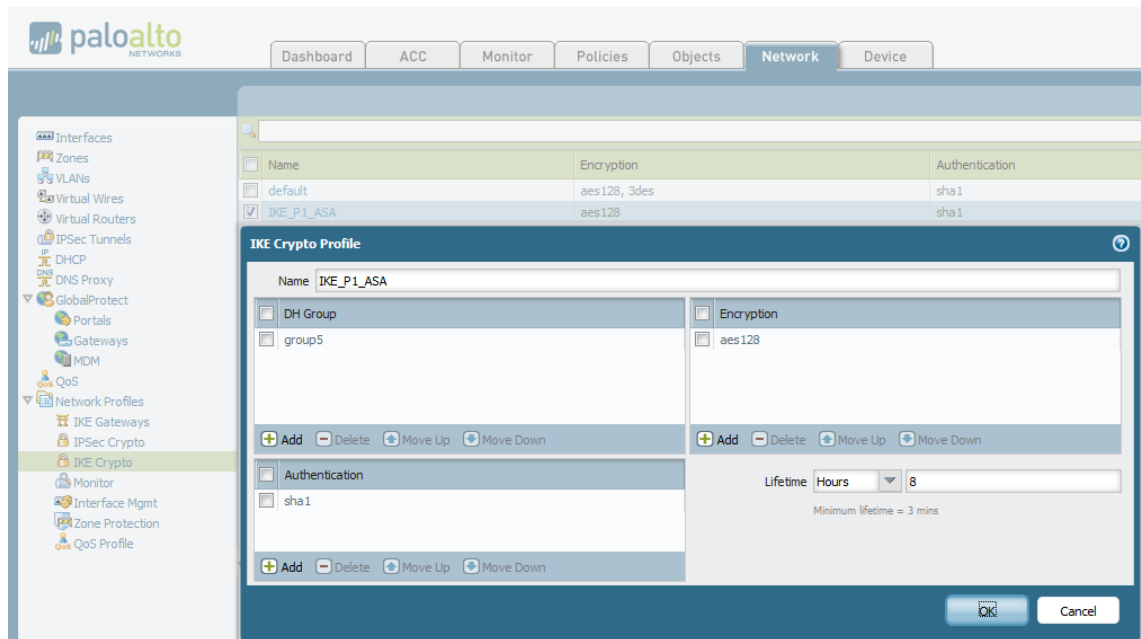 paloalto
NETWORKS
Dashboard ACC Monitor Policies Objects Network Device
Interfaces
Zones
VLANs
Virtual Wires
Virtual Routers
IPSec Tunnels
DHCP
DNS Proxy
GlobalProtect
Portals
Gateways
MDM
QoS
Network Profiles
IKE Gateways
IPSec Crypto
IKE Crypto
Monitor
Interface Mgmt
Zone Protection
QoS Profile
Name Encryption Authentication
default aes128, 3des sha1
IKE_P1_ASA aes128 sha1
IKE Crypto Profile
Name IKE_P1_ASA
DH Group
group5
Add Delete Move Up Move Down
Encryption
aes128
Add Delete Move Up Move Down
Authentication
sha1
Add Delete Move Up Move Down
Lifetime Hours 8
Minimum lifetime = 3 mins
OK Cancel